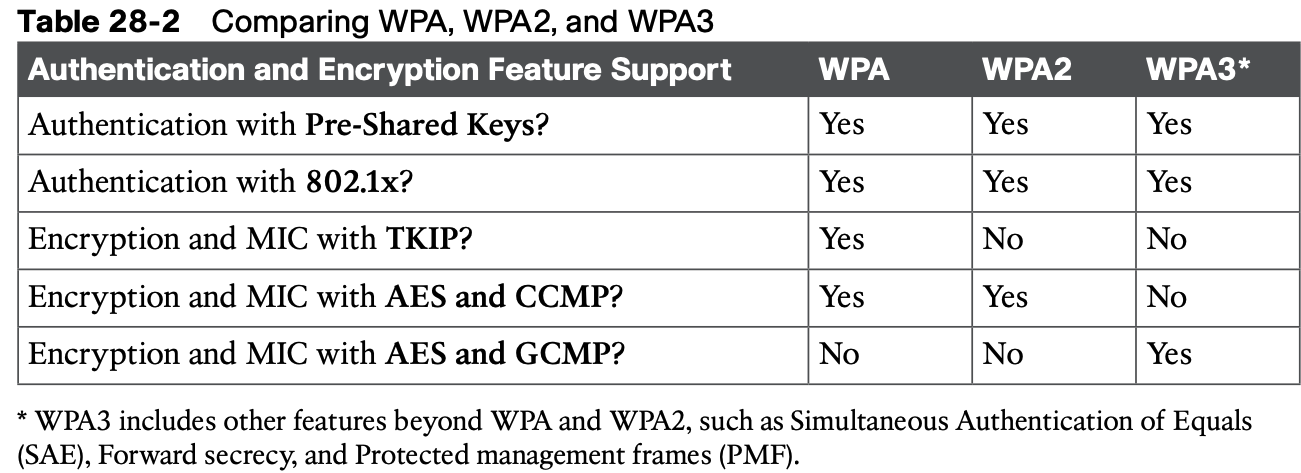 Table 28-2 Comparing WPA, WPA2, and WPA3
Authentication and Encryption Feature Support WPA WPA2 WPA3*
Authentication with Pre-Shared Keys? Yes Yes Yes
Authentication with 802.1x? Yes Yes Yes
Encryption and MIC with TKIP? Yes No No
Encryption and MIC with AES and CCMP? Yes Yes No
Encryption and MIC with AES and GCMP? No No Yes
* WPA3 includes other features beyond WPA and WPA2, such as Simultaneous Authentication of Equals
(SAE), Forward secrecy, and Protected management frames (PMF).